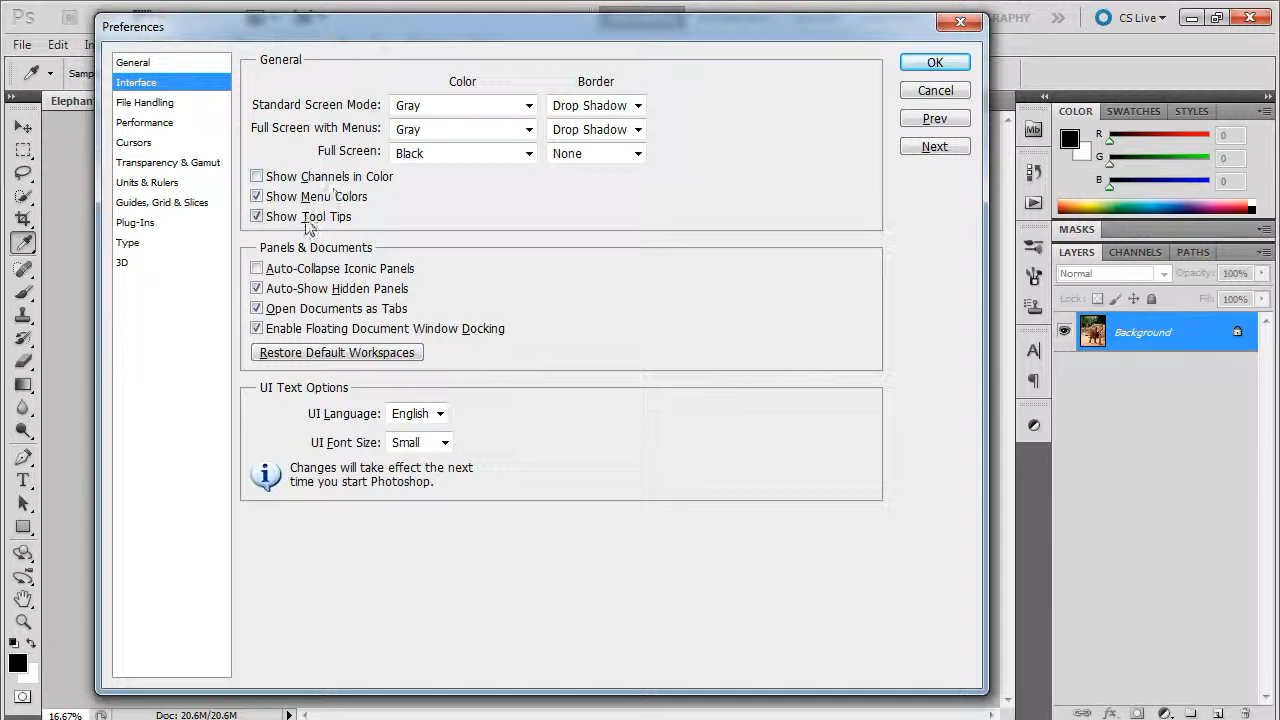 Ps
Preferences
GRAPHY
CS Live
File Edit
Samp
Elephan
General
Interface
File Handling
Performance
Cursors
Transparency & Gamut
Units & Rulers
Guides, Grid & Slices
Plug-Ins
Type
3D
General
Color Border
Standard Screen Mode: Gray Drop Shadow
Full Screen with Menus: Gray Drop Shadow
Full Screen: Black None
Show Channels in Color
Show Menu Colors
Show Tool Tips
Panels & Documents
Auto-Collapse Iconic Panels
Auto-Show Hidden Panels
Open Documents as Tabs
Enable Floating Document Window Docking
Restore Default Workspaces
UI Text Options
UI Language: English
UI Font Size: Small
Changes will take effect the next
time you start Photoshop.
OK
Cancel
Prev
Next
Mb
COLOR SWATCHES STYLES
R 0
G 0
B 0
MASKS
LAYERS CHANNELS PATHS
Normal Opacity: 100%
Lock: Fill: 100%
Background
16.67% Doc: 20.6M/20.6M